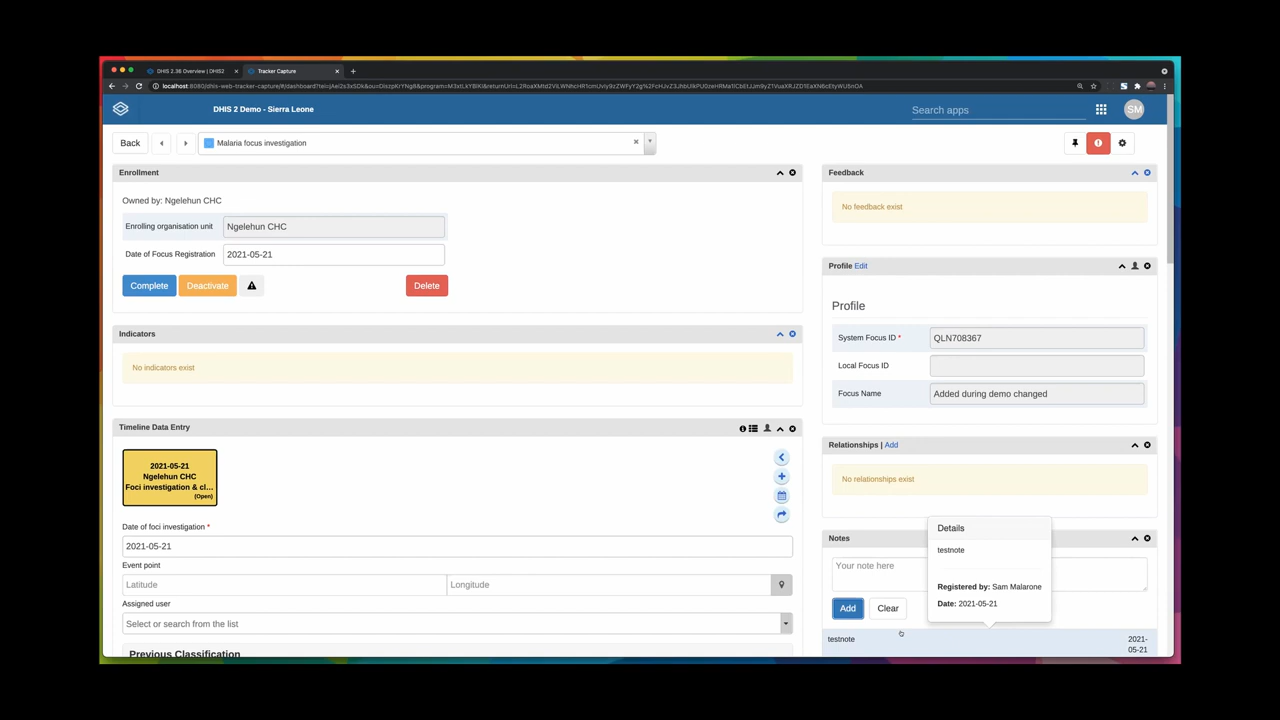 DHIS 2.36 Overview | DHIS2
Tracker Capture
DHIS 2 Demo - Sierra Leone
Search apps
SM
Back
Malaria focus investigation
Enrollment
Owned by: Ngelehun CHC
Enrolling organisation unit
Ngelehun CHC
Date of Focus Registration
2021-05-21
Complete
Deactivate
Delete
Indicators
No indicators exist
Timeline Data Entry
2021-05-21
Ngelehun CHC
Foci investigation & cl...
(Open)
Date of foci investigation *
2021-05-21
Event point
Latitude
Longitude
Assigned user
Select or search from the list
Previous Classification
Feedback
No feedback exist
Profile Edit
Profile
System Focus ID *
QLN708367
Local Focus ID
Focus Name
Added during demo changed
Relationships | Add
No relationships exist
Notes
Your note here
Details
testnote
Registered by: Sam Malarone
Date: 2021-05-21
Add
Clear
testnote
2021-
05-21